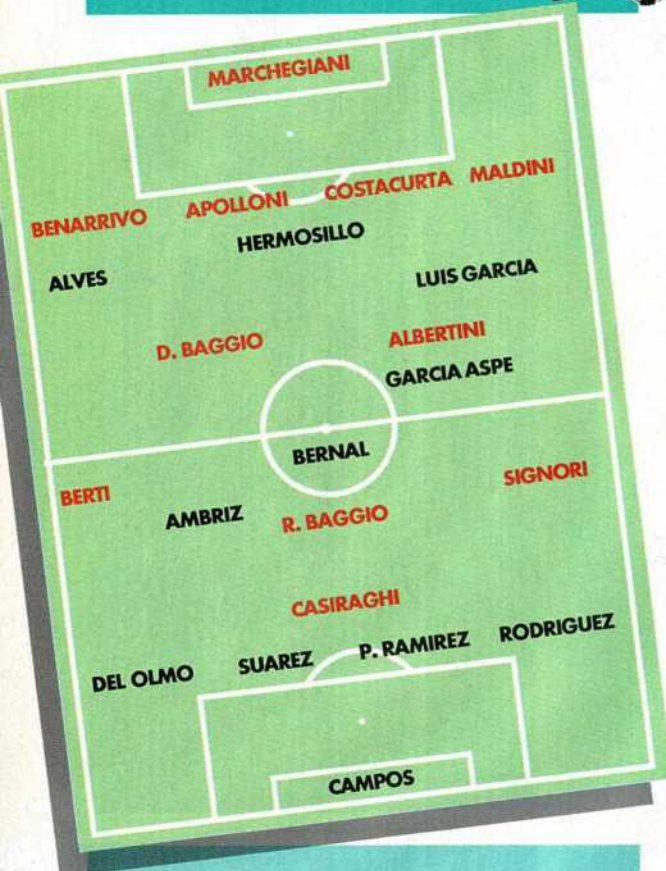 MARCHEGIANI
BENARRIVO APOLLONI COSTACURTA MALDINI
HERMOSILLO
ALVES
LUIS GARCIA
D. BAGGIO ALBERTINI
GARCIA ASPE
BERNAL
BERTI SIGNORI
AMBRIZ R. BAGGIO
CASIRAGHI
DEL OLMO SUAREZ P. RAMIREZ RODRIGUEZ
CAMPOS